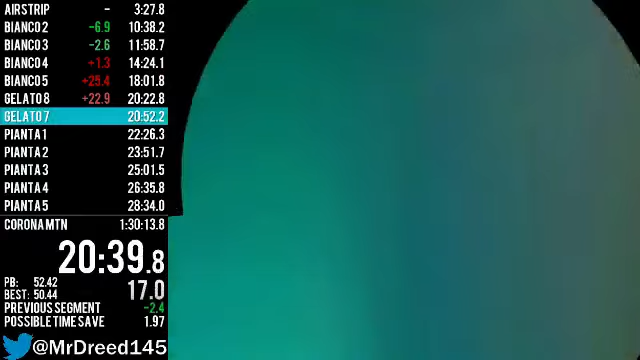 AIRSTRIP – 3:27.8
BIANCO 2 -6.9 10:38.2
BIANCO 3 -2.6 11:58.7
BIANCO 4 +1.3 14:24.1
BIANCO 5 +25.4 18:01.8
GELATO 8 +22.9 20:22.8
GELATO 7 20:52.2
PIANTA 1 22:26.3
PIANTA 2 23:51.7
PIANTA 3 25:01.5
PIANTA 4 26:35.8
PIANTA 5 28:34.0
CORONA MTN 1:30:13.8
20:39.8
PB: 52.42
BEST: 50.44
17.0
PREVIOUS SEGMENT -2.4
POSSIBLE TIME SAVE 1.97
@MrDreed145